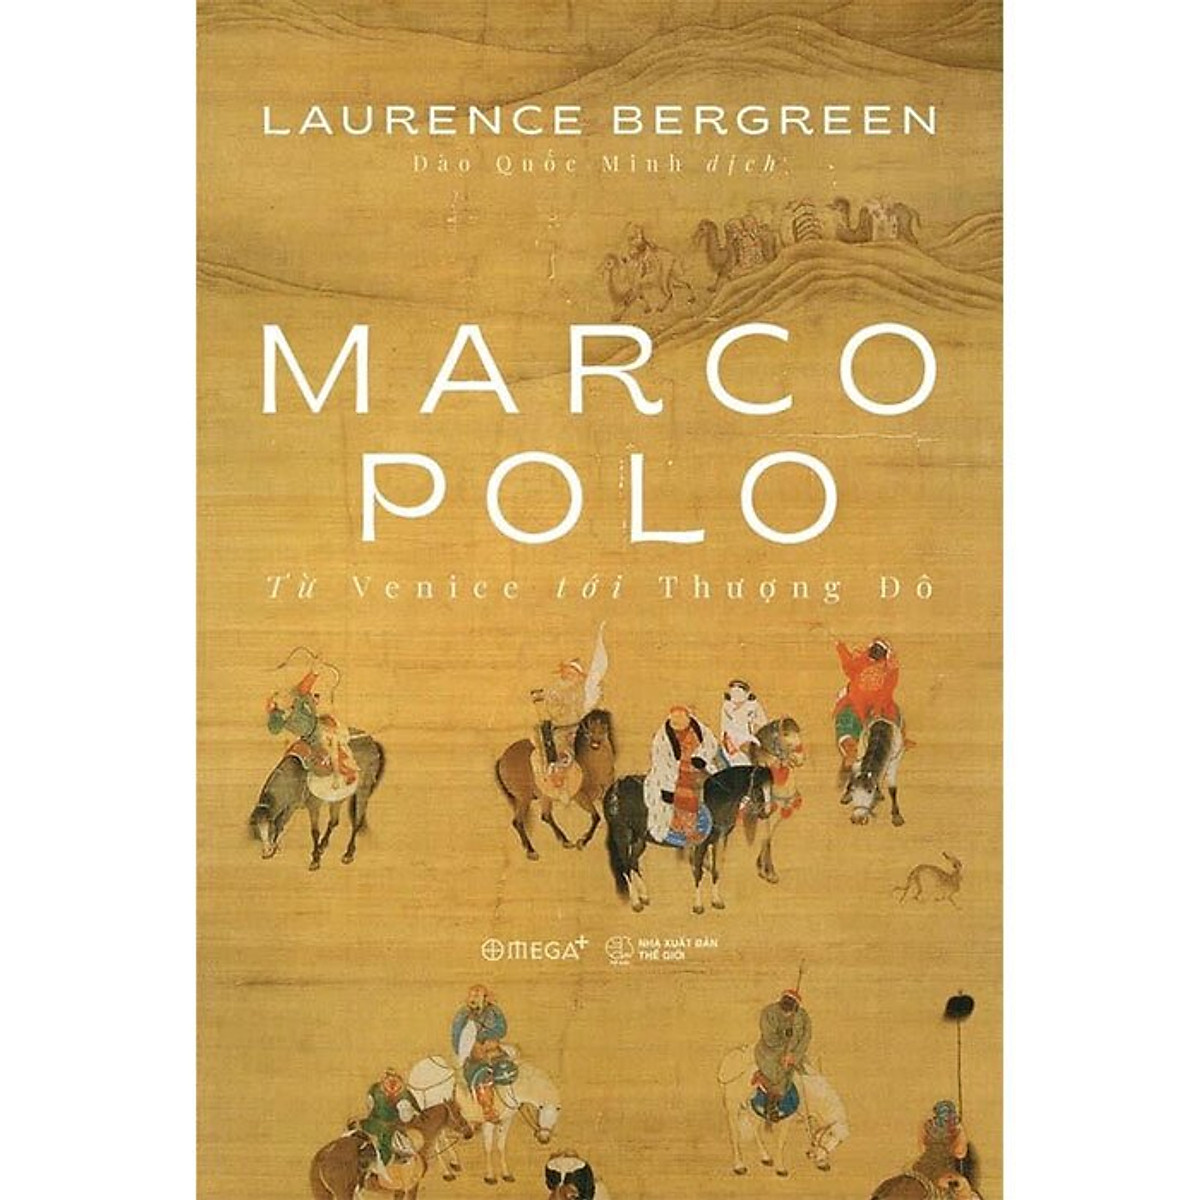 LAURENCE BERGREEN
Đào Quốc Minh dịch
MARCO
POLO
Từ Venice tới Thượng Đô
OMEGA+
NHÀ XUẤT BẢN
THẾ GIỚI